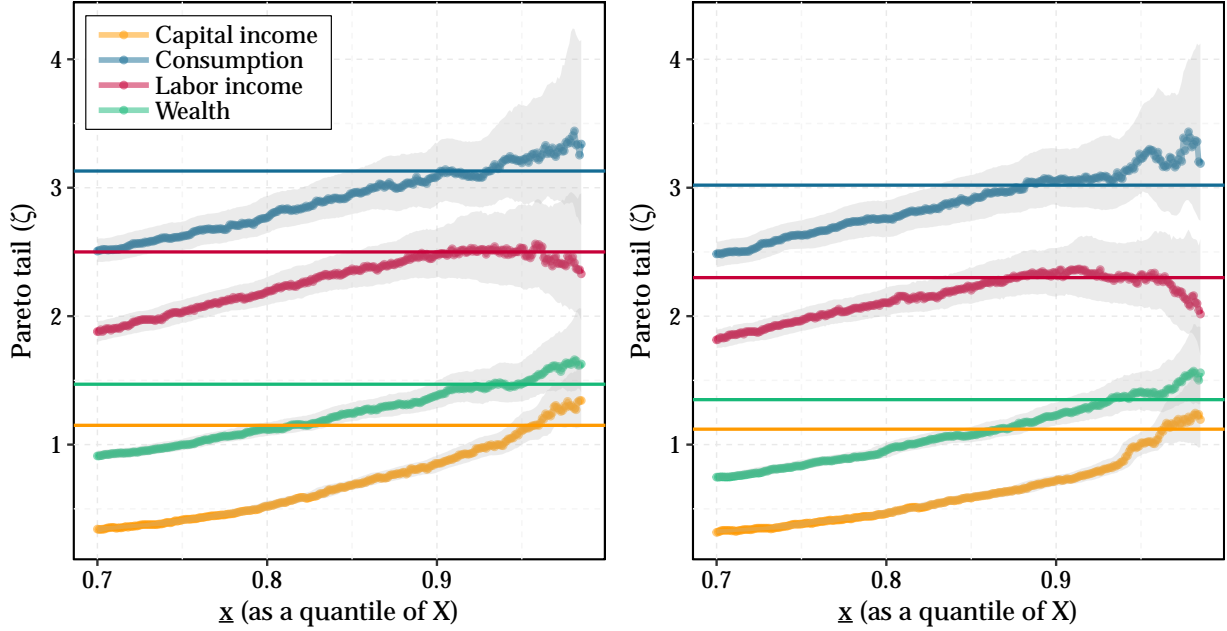 Capital income
Consumption
Labor income
Wealth
Pareto tail (ζ)
4
3
2
1
0.7
0.8
0.9
x (as a quantile of X)
Pareto tail (ζ)
4
3
2
1
0.7
0.8
0.9
x (as a quantile of X)